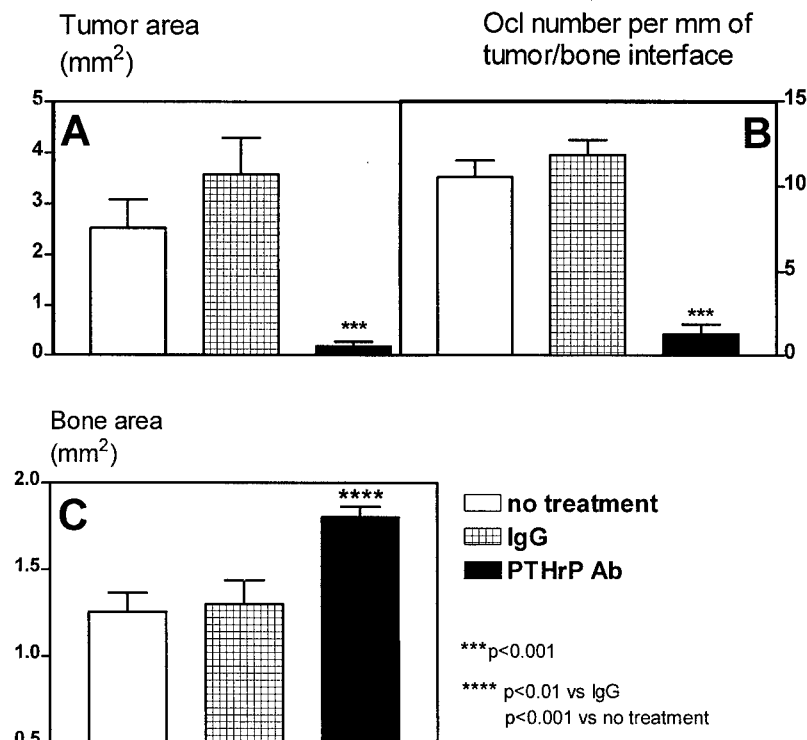 Tumor area
(mm²)
Ocl number per mm of
tumor/bone interface
A
5
4
3
2
1
0
***
B
15
10
5
0
***
Bone area
(mm²)
C
2.0
1.5
1.0
0.5
****
no treatment
IgG
PTHrP Ab
***p<0.001
**** p<0.01 vs IgG
p<0.001 vs no treatment